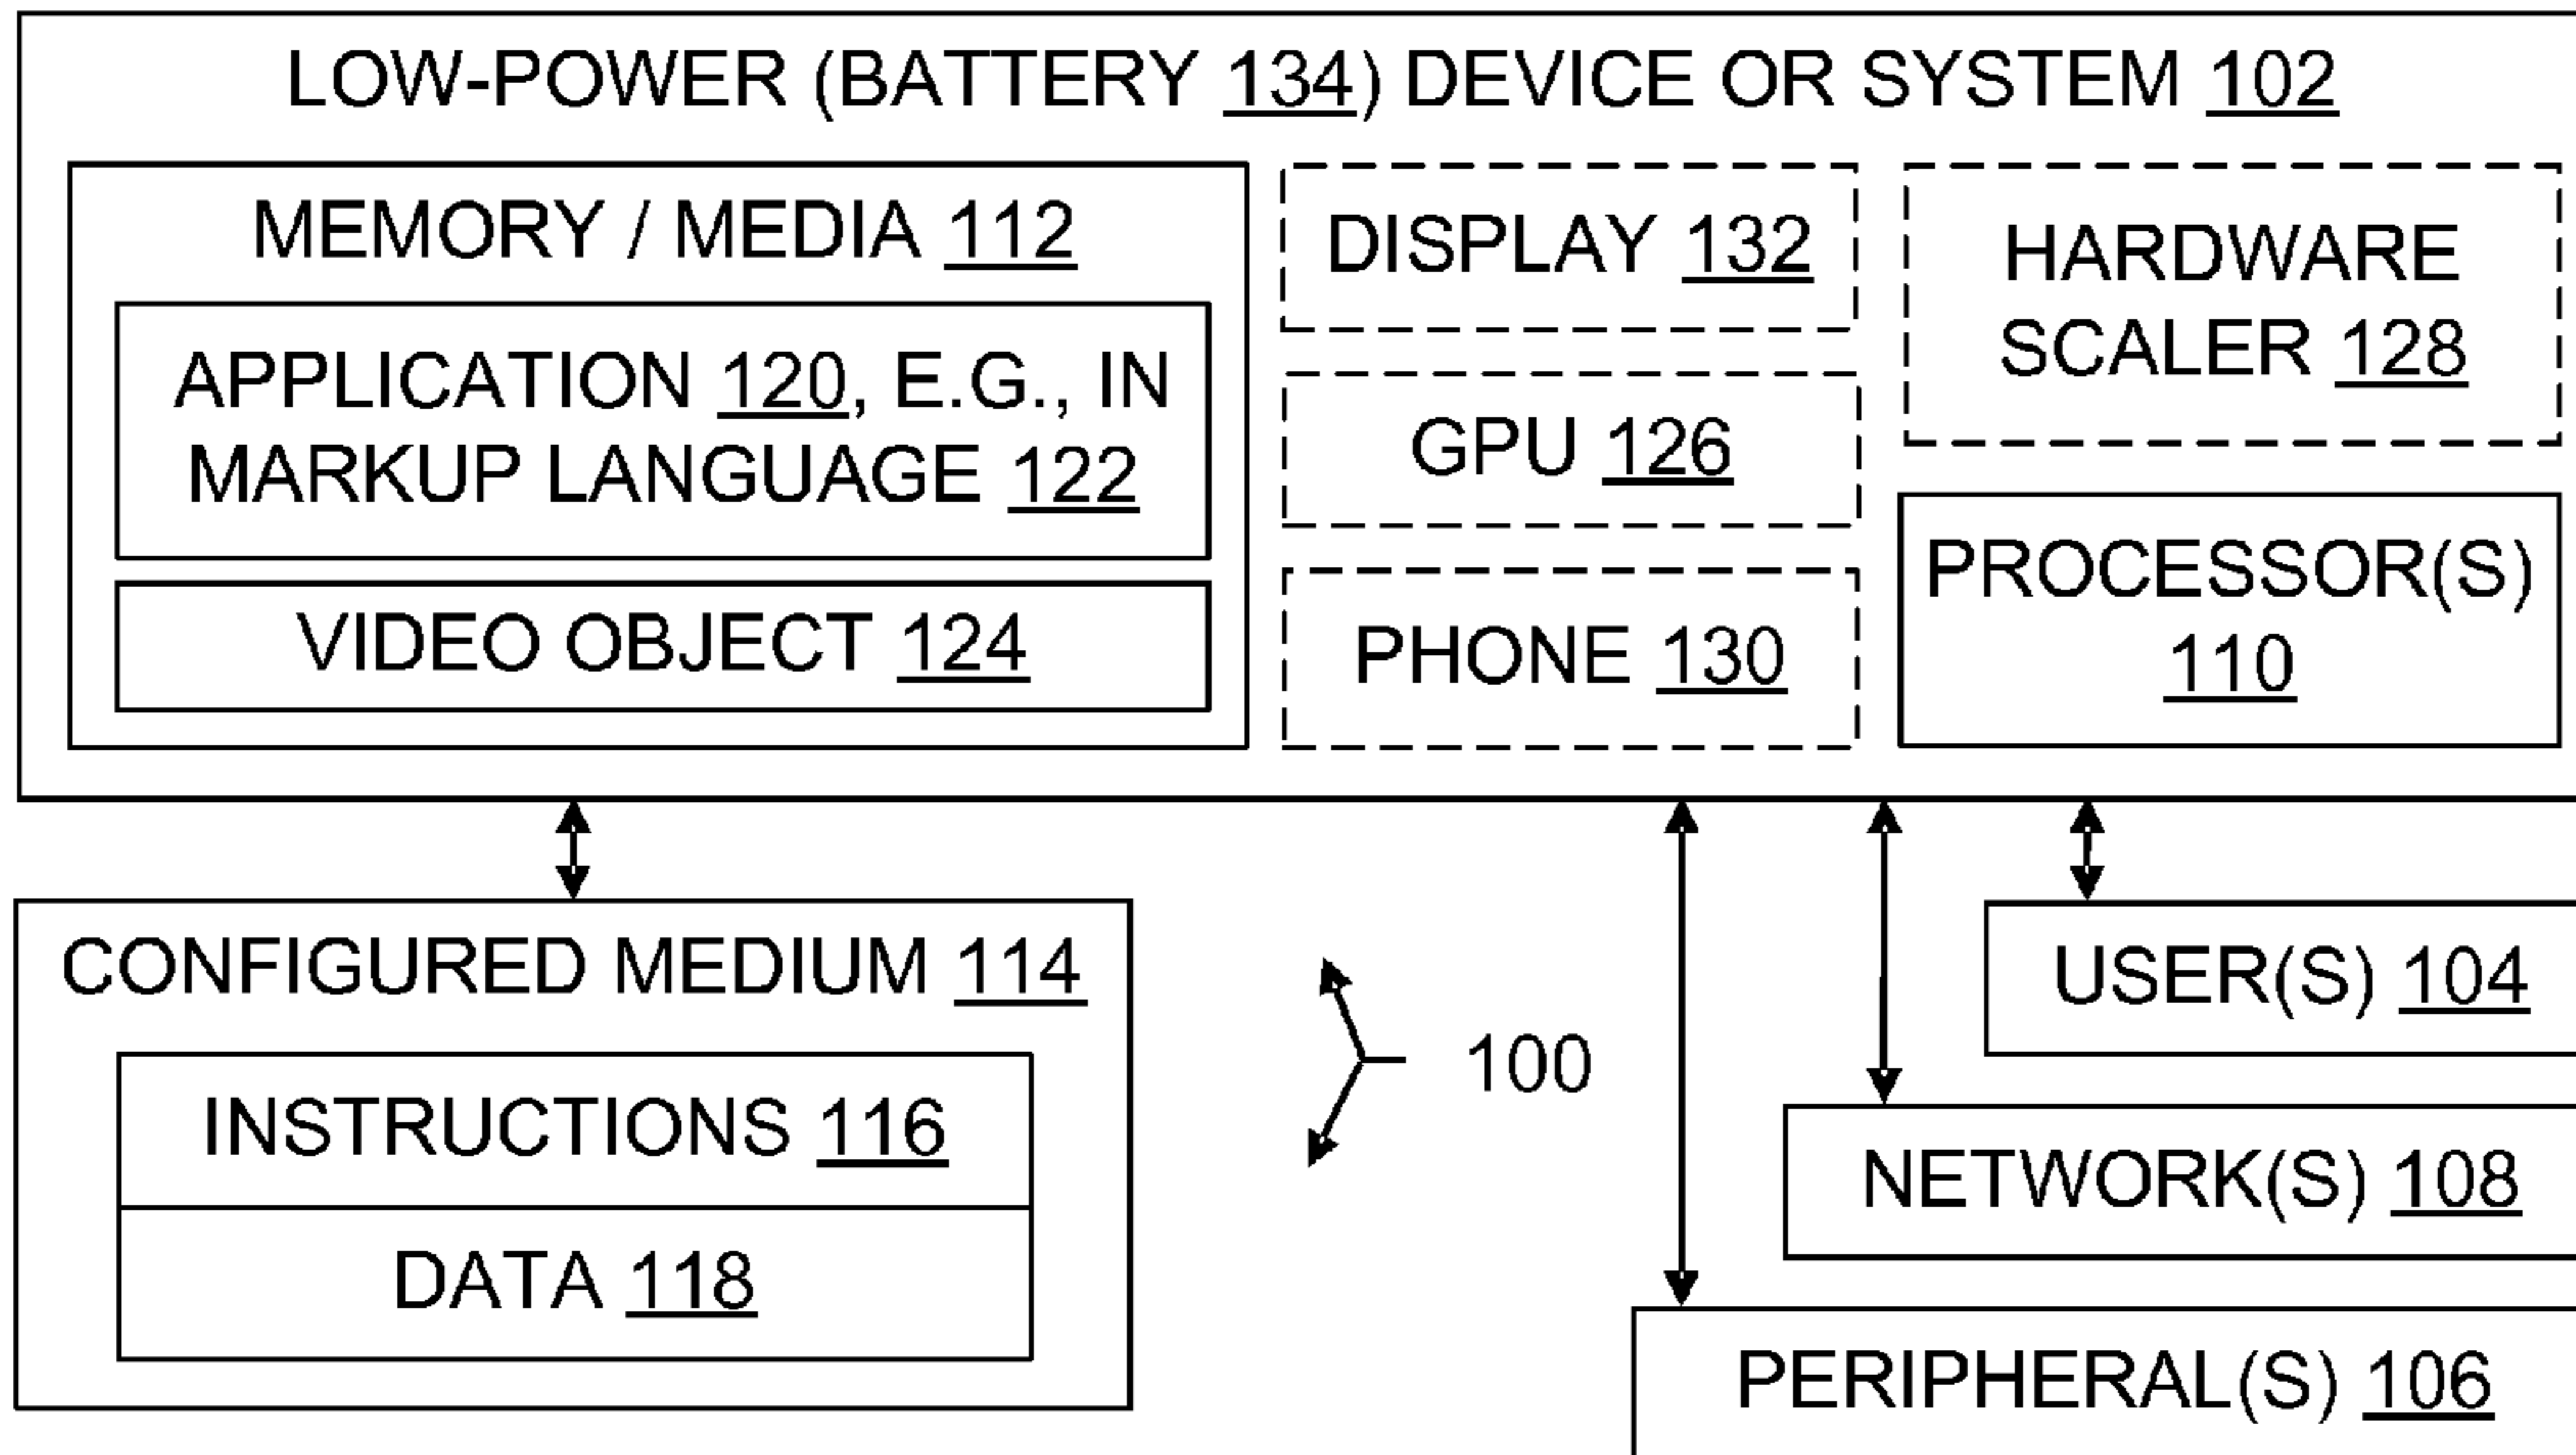 LOW-POWER (BATTERY 134) DEVICE OR SYSTEM 102
MEMORY / MEDIA 112
APPLICATION 120, E.G., IN
MARKUP LANGUAGE 122
VIDEO OBJECT 124
DISPLAY 132
GPU 126
PHONE 130
HARDWARE
SCALER 128
PROCESSOR(S)
110
CONFIGURED MEDIUM 114
INSTRUCTIONS 116
DATA 118
100
USER(S) 104
NETWORK(S) 108
PERIPHERAL(S) 106